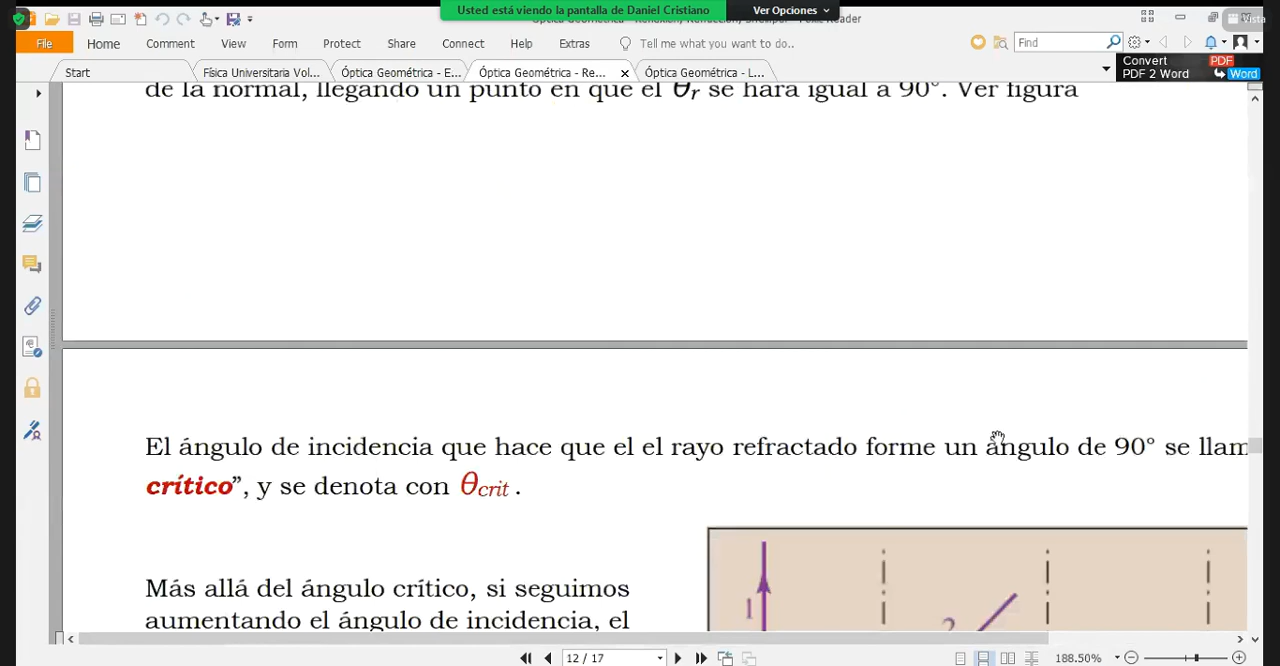 Usted está viendo la pantalla de Daniel Cristiano
Ver Opciones
Vista
File Home Comment View Form Protect Share Connect Help Extras Tell me what you want to do.. Find
Convert PDF
PDF 2 Word Word
Start Física Universitaria Vol... Óptica Geométrica - E... Óptica Geométrica - Re... Óptica Geométrica - L...
de la normal, llegando un punto en que el θr se hará igual a 90°. Ver figura
El ángulo de incidencia que hace que el el rayo refractado forme un ángulo de 90° se llam
crítico”, y se denota con θcrit .
Más allá del ángulo crítico, si seguimos
aumentando el ángulo de incidencia, el
1
2
12 / 17 188.50%